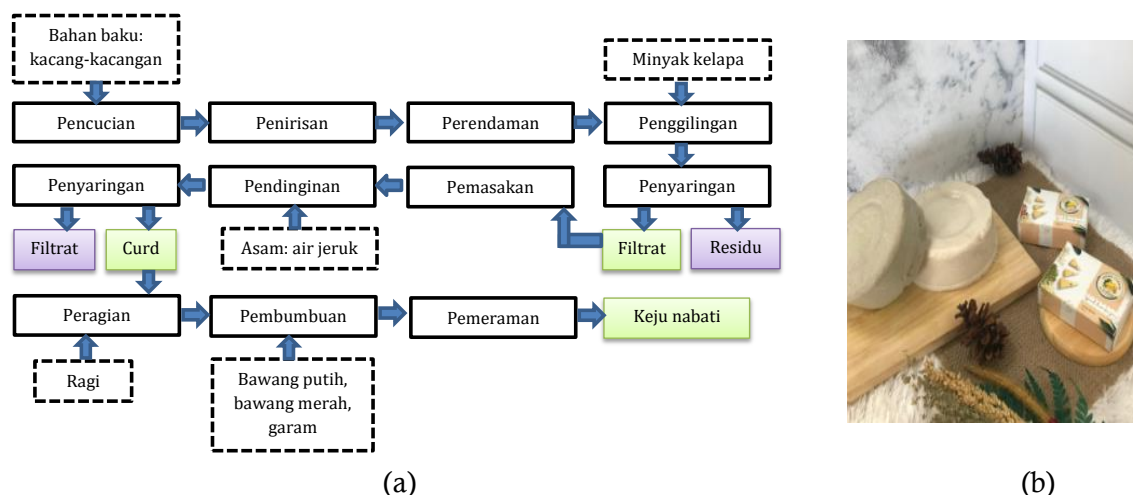 Bahan baku:
kacang-kacangan
Minyak kelapa
Pencucian
Penirisan
Perendaman
Penggilingan
Penyaringan
Pendinginan
Pemasakan
Penyaringan
Filtrat
Curd
Asam: air jeruk
Filtrat
Residu
Peragian
Pembumbuan
Pemeraman
Keju nabati
Ragi
Bawang putih,
bawang merah,
garam
(a)
(b)